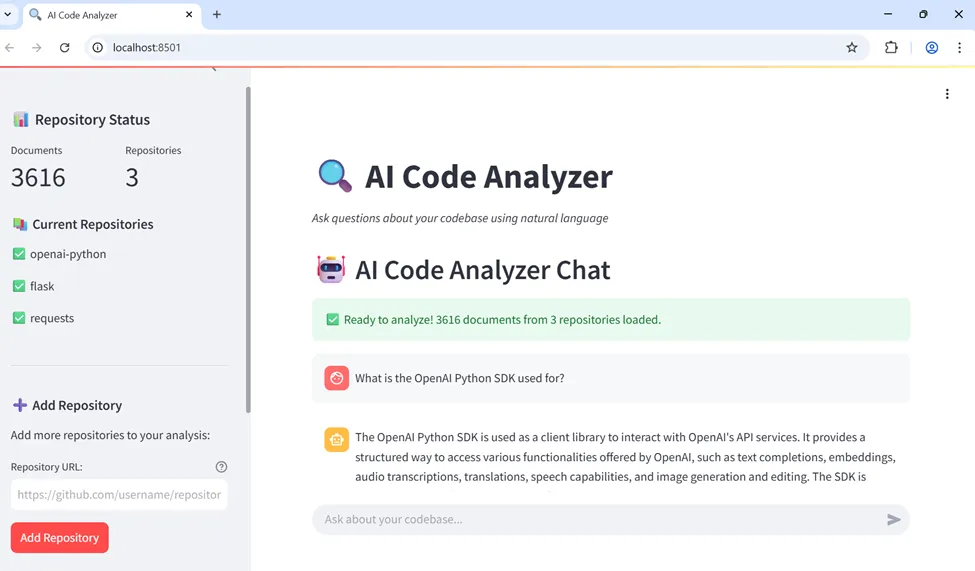 AI Code Analyzer
localhost:8501
Repository Status
Documents
Repositories
3616
3
Current Repositories
openai-python
flask
requests
Add Repository
Add more repositories to your analysis:
Repository URL:
https://github.com/username/repositor
Add Repository
AI Code Analyzer
Ask questions about your codebase using natural language
AI Code Analyzer Chat
Ready to analyze! 3616 documents from 3 repositories loaded.
What is the OpenAI Python SDK used for?
The OpenAI Python SDK is used as a client library to interact with OpenAI's API services. It provides a
structured way to access various functionalities offered by OpenAI, such as text completions, embeddings,
audio transcriptions, translations, speech capabilities, and image generation and editing. The SDK is
Ask about your codebase...